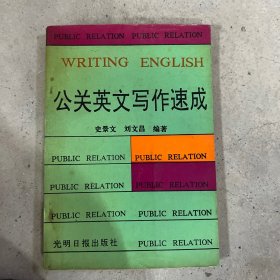 PUBLIC RELATION PUBLIC RELATION
WRITING ENGLISH
公关英文写作速成
史景文 刘文昌 编著
PUBLIC RELATION PUBLIC RELATION
PUBLIC RELATION PUBLIC RELATION
PUBLIC RELATION PUBLIC RELATION
光明日报出版社 PUBLIC RELATION